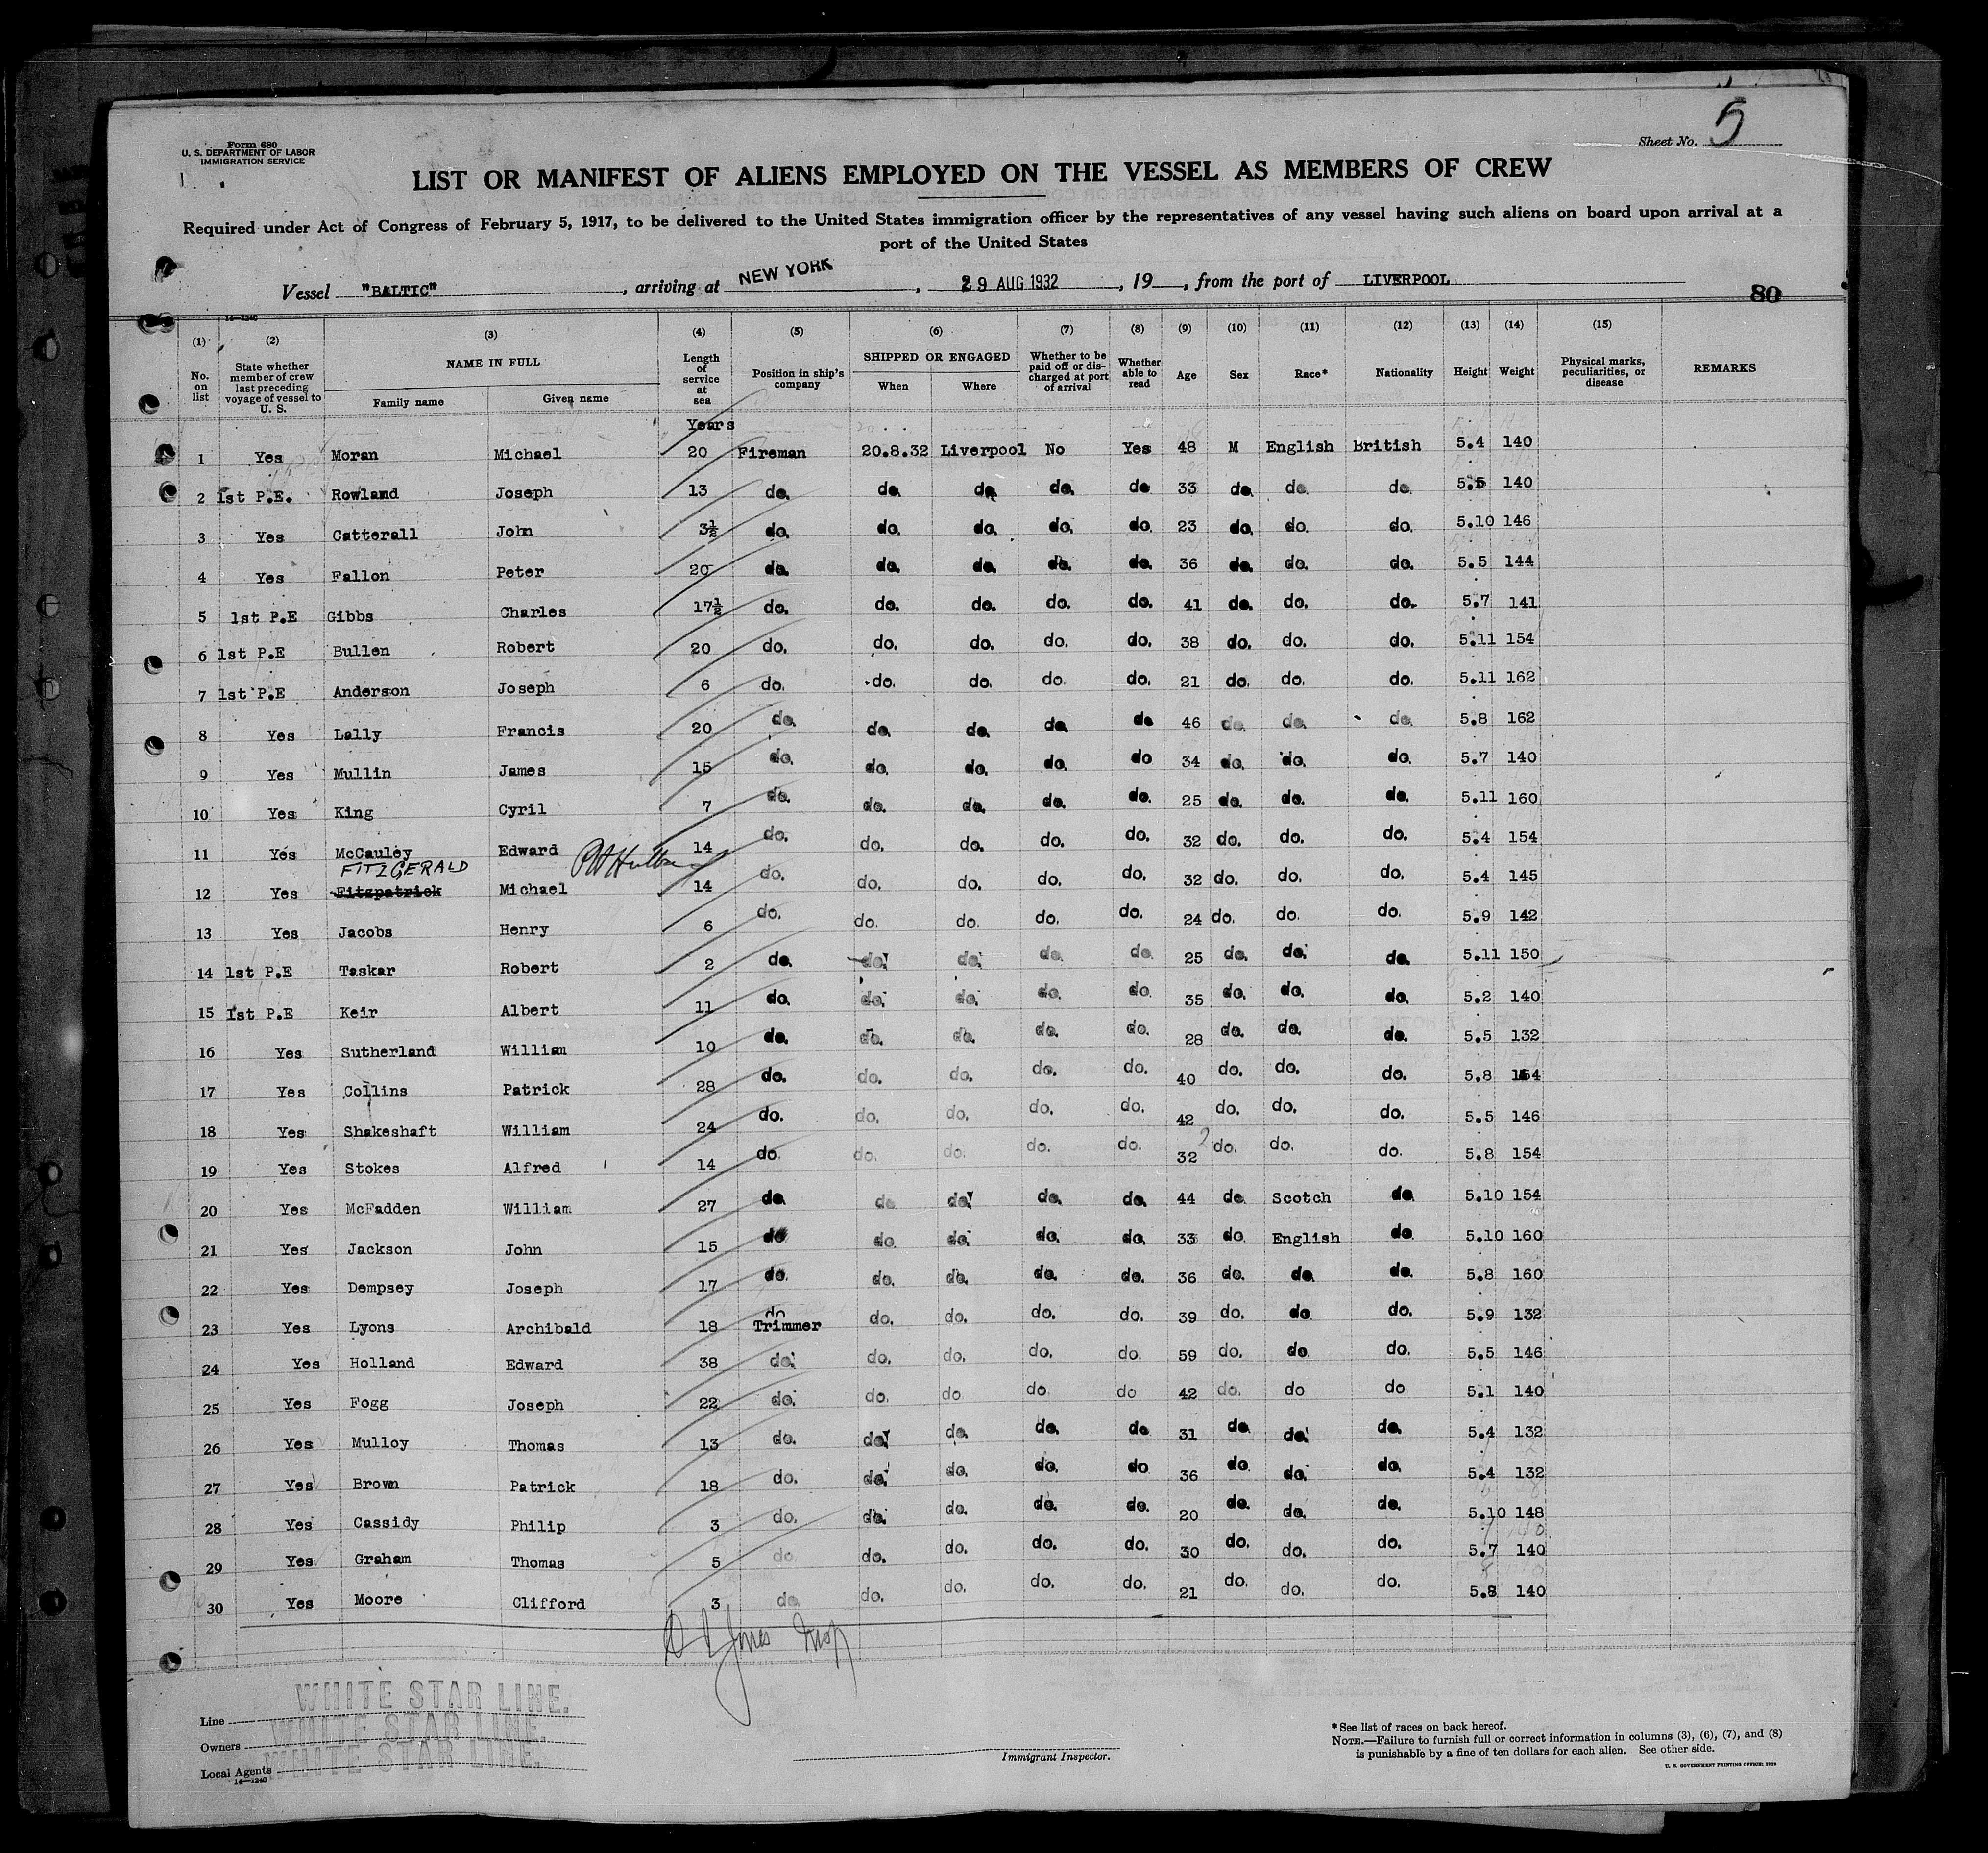 Form 680
U. S. DEPARTMENT OF LABOR
IMMIGRATION SERVICE
Sheet No. 5
LIST OR MANIFEST OF ALIENS EMPLOYED ON THE VESSEL AS MEMBERS OF CREW
Required under Act of Congress of February 5, 1917, to be delivered to the United States immigration officer by the representatives of any vessel having such aliens on board upon arrival at a
port of the United States
Vessel "BALTIC", arriving at NEW YORK, 29 AUG 1932, 19 , from the port of LIVERPOOL
80
14—1240
(1) (2) (3) (4) (5) (6) (7) (8) (9) (10) (11) (12) (13) (14) (15)
No. on list State whether member of crew last preceding voyage of vessel to U. S. NAME IN FULL Family name Given name Length of service at sea Position in ship's company SHIPPED OR ENGAGED When Where Whether to be paid off or discharged at port of arrival Whether able to read Age Sex Race* Nationality Height Weight Physical marks, peculiarities, or disease REMARKS
Years
1 Yes Moran Michael 20 Fireman 20.8.32 Liverpool No Yes 48 M English British 5.4 140
2 1st P.E. Rowland Joseph 13 do. do. do. do. do 33 do. do. do. 5.5 140
3 Yes Catterall John 3½ do. do. do. do. do. 23 do. do. do. 5.10 146
4 Yes Fallon Peter 20 do. do. do. do. do. 36 do. do. do. 5.5 144
5 1st P.E Gibbs Charles 17½ do. do. do. do. do. 41 do. do. do. 5.7 141
6 1st P.E Bullen Robert 20 do. do. do. do. do. 38 do. do. do. 5.11 154
7 1st P.E Anderson Joseph 6 do. do. do. do. do. 21 do. do. do. 5.11 162
8 Yes Lally Francis 20 do. do. do. do. do 46 do. do. do. 5.8 162
9 Yes Mullin James 15 do. do. do. do. do 34 do. do. do. 5.7 140
10 Yes King Cyril 7 do. do. do. do. do. 25 do. do. do. 5.11 160
11 Yes McCauley Edward 14 do. do. do. do. do. 32 do. do. do. 5.4 154
FITZGERALD
12 Yes Fitzpatrick Michael 14 do. do. do. do. do. 32 do. do. do. 5.4 145
13 Yes Jacobs Henry 6 do. do. do. do. do. 24 do. do. do. 5.9 142
14 1st P.E Taskar Robert 2 do. do. do. do. do. 25 do. do. do. 5.11 150
15 1st P.E Keir Albert 11 do. do. do. do. do. 35 do. do. do. 5.2 140
16 Yes Sutherland William 10 do. do. do. do. do. 28 do. do. do. 5.5 132
17 Yes Collins Patrick 28 do. do. do. do. do. 40 do. do. do. 5.8 154
18 Yes Shakeshaft William 24 do. do. do. do. do. 42 do. do. do. 5.5 146
19 Yes Stokes Alfred 14 do. do. do. do. do. 32 do. do. do. 5.8 154
20 Yes McFadden William 27 do. do do. do. do. 44 do. Scotch do. 5.10 154
21 Yes Jackson John 15 do do. do. do. do. 33 do. English do. 5.10 160
22 Yes Dempsey Joseph 17 do. do. do. do. do. 36 do. do. do. 5.8 160
do
23 Yes Lyons Archibald 18 Trimmer do. do. do. do. 39 do. do. do. 5.9 132
24 Yes Holland Edward 38 do. do. do. do. do. 59 do. do. do. 5.5 146
25 Yes Fogg Joseph 22 do. do. do do do 42 do. do do 5.1 140
26 Yes Mulloy Thomas 13 do. do. do. do. do 31 do. do. do. 5.4 132
27 Yes Brown Patrick 18 do. do. do. do. do 36 do. do. do. 5.4 132
28 Yes Cassidy Philip 3 do. do. do. do. do. 20 do. do. do. 5.10 148
29 Yes Graham Thomas 5 do. do. do. do. do. 30 do. do. do. 5.7 140
30 Yes Moore Clifford 3 do. do. do. do. do. 21 do. do. do. 5.8 140
Line WHITE STAR LINE.
Owners WHITE STAR LINE.
Local Agents WHITE STAR LINE.
14—1240
Immigrant Inspector.
*See list of races on back hereof.
NOTE.—Failure to furnish full or correct information in columns (3), (6), (7), and (8)
is punishable by a fine of ten dollars for each alien. See other side.
U. S. GOVERNMENT PRINTING OFFICE: 1929